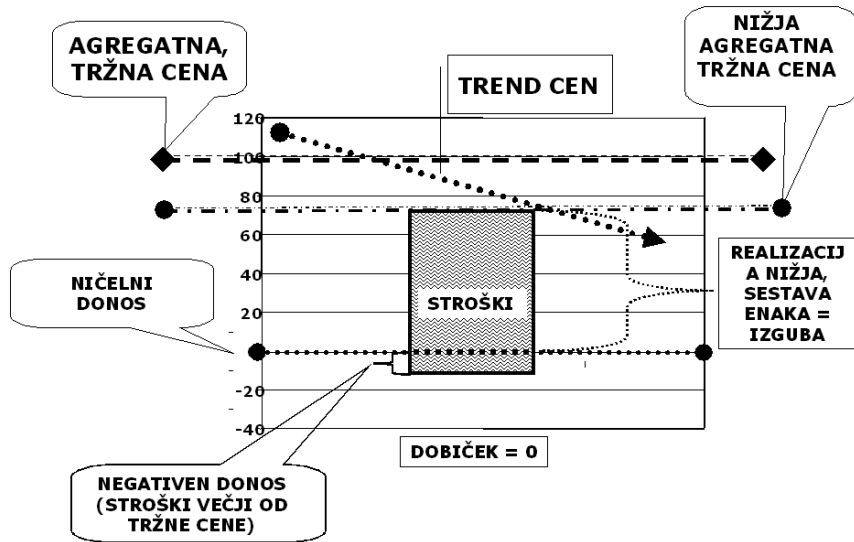 AGREGATNA,
TRŽNA CENA
NIŽJA
AGREGATNA
TRŽNA CENA
TREND CEN
120
100
80
60
40
20
0
-20
-40
NIČELNI
DONOS
STROŠKI
REALIZACIJ
A NIŽJA,
SESTAVA
ENAKA =
IZGUBA
DOBIČEK = 0
NEGATIVEN DONOS
(STROŠKI VEČJI OD
TRŽNE CENE)